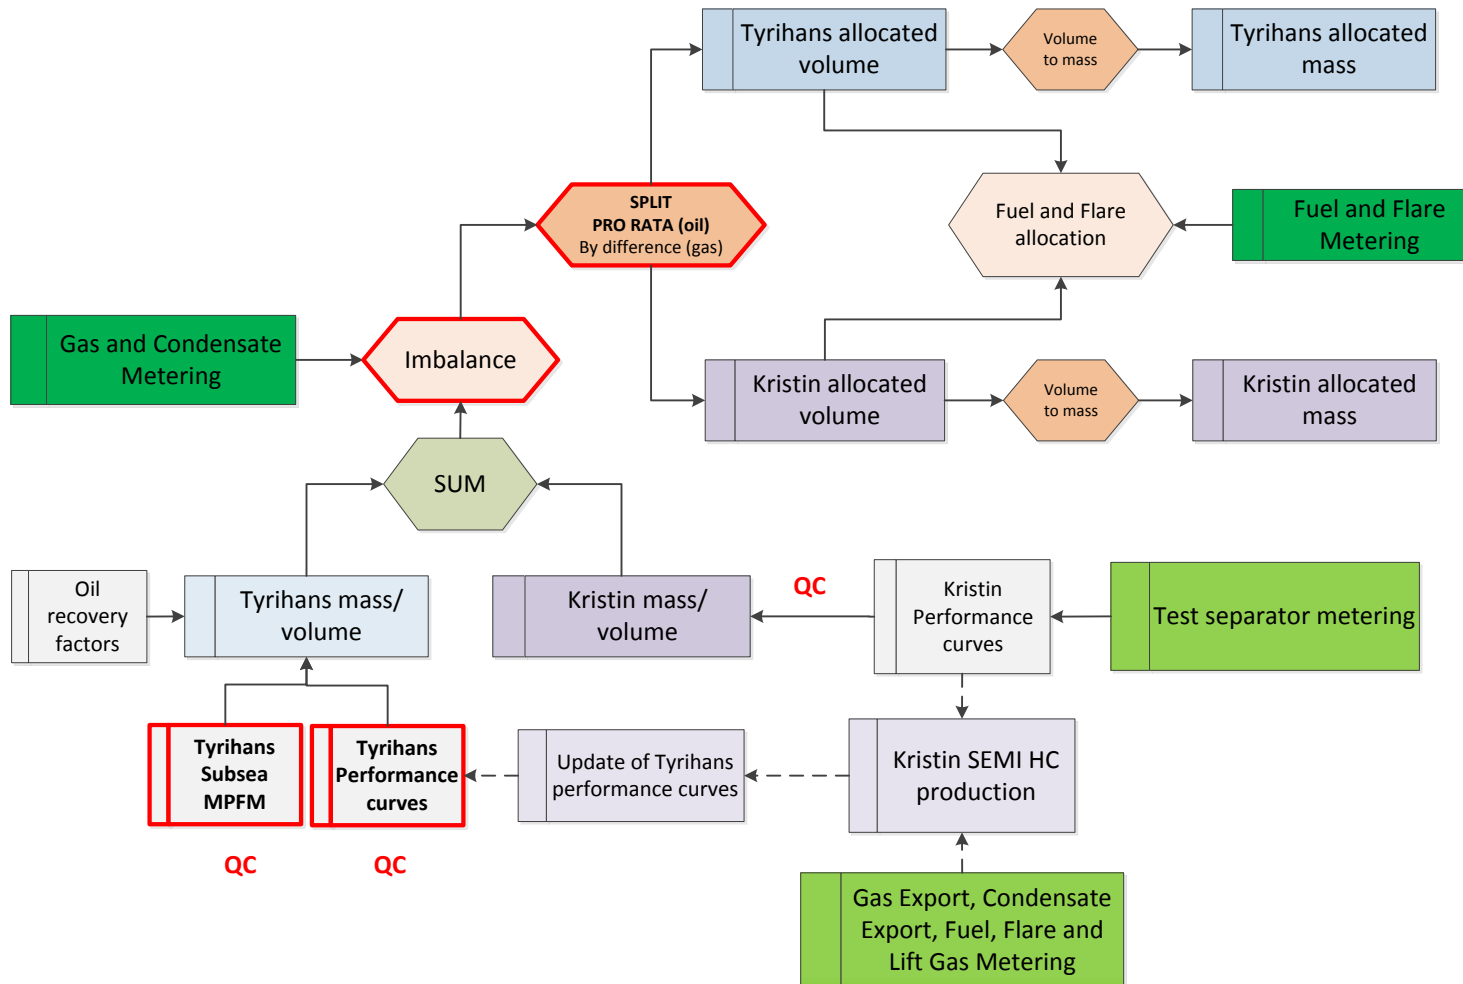 Tyrihans allocated
volume
Volume
to mass
Tyrihans allocated
mass
SPLIT
PRO RATA (oil)
By difference (gas)
Fuel and Flare
allocation
Fuel and Flare
Metering
Gas and Condensate
Metering
Imbalance
Kristin allocated
volume
Volume
to mass
Kristin allocated
mass
SUM
Oil
recovery
factors
Tyrihans mass/
volume
Kristin mass/
volume
QC
Kristin
Performance
curves
Test separator metering
Tyrihans
Subsea
MPFM
Tyrihans
Performance
curves
Update of Tyrihans
performance curves
Kristin SEMI HC
production
QC
QC
Gas Export, Condensate
Export, Fuel, Flare and
Lift Gas Metering